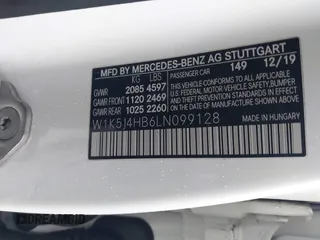 MFD BY MERCEDES-BENZ AG STUTTGART
KG LBS PASSENGER CAR 149 12/19
GVWR 2085 4597
GAWR FRONT 1120 2469
GAWR REAR 1025 2260
THIS VEHICLE CONFORMS TO ALL
APPLICABLE U.S. FEDERAL MOTOR
VEHICLE SAFETY, BUMPER, AND
THEFT PREVENTION STANDARDS
IN EFFECT ON THE DATE OF
MANUFACTURE SHOWN ABOVE.
W1K5J4HB6LN099128
MADE IN HUNGARY
DREAMBID